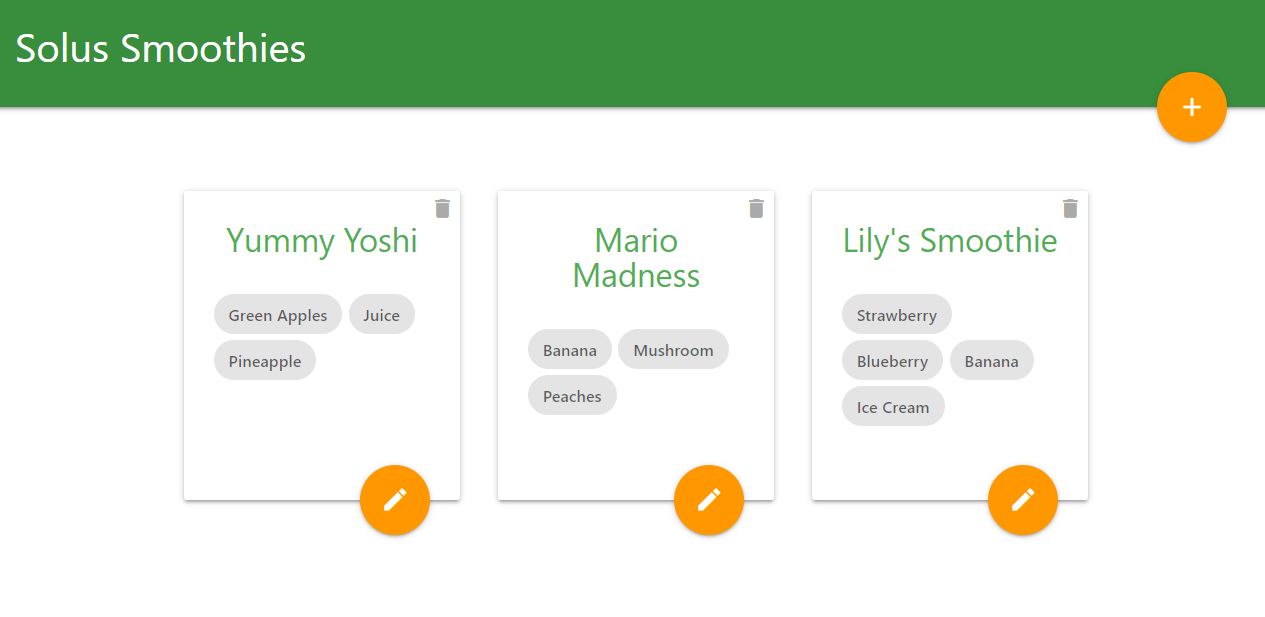 Solus Smoothies
Yummy Yoshi
Green Apples Juice
Pineapple
Mario
Madness
Banana Mushroom
Peaches
Lily's Smoothie
Strawberry
Blueberry Banana
Ice Cream